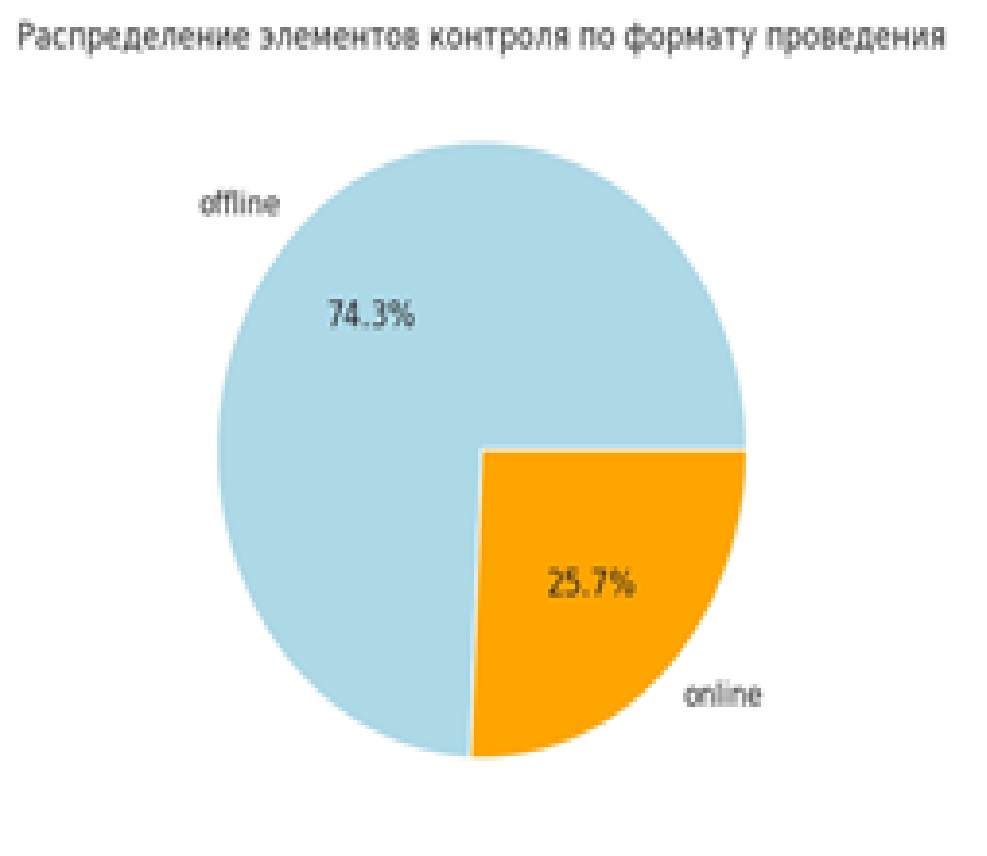 Распределение элементов контроля по формату проведения
offline
74.3%
25.7%
online